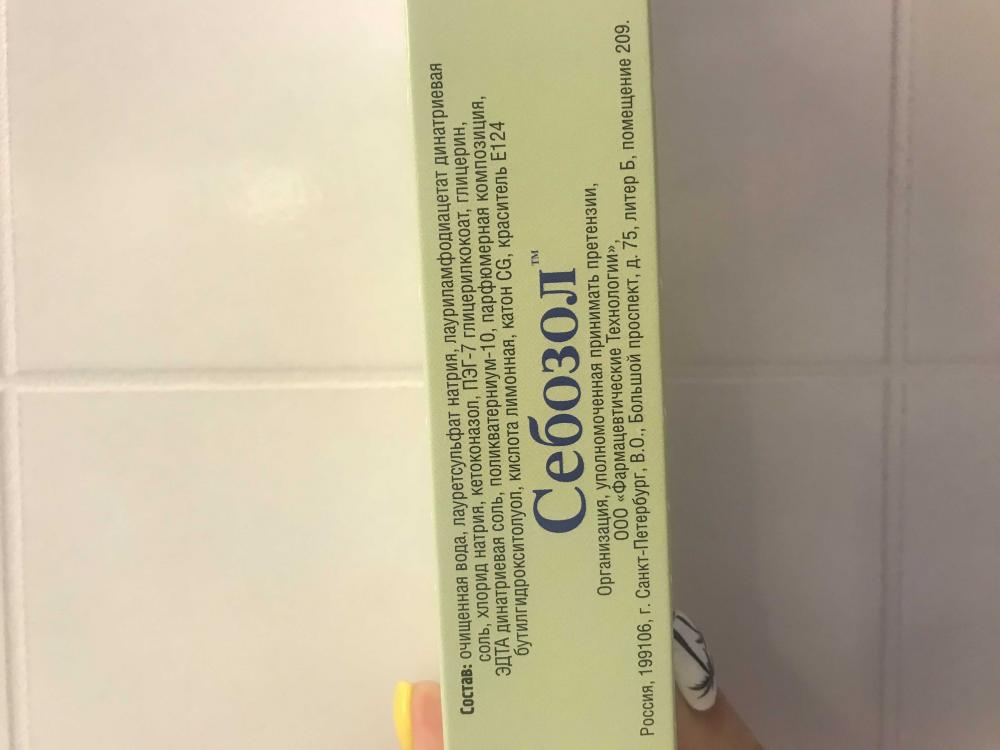 Состав: очищенная вода, лауретсульфат натрия, лауриламфодиацетат динатриевая
соль, хлорид натрия, кетоконазол, ПЭГ-7 глицерилкокоат, глицерин,
ЭДТА динатриевая соль, поликватерниум-10, парфюмерная композиция,
бутилгидрокситолуол, кислота лимонная, катон CG, краситель Е124
Себозол™
Организация, уполномоченная принимать претензии,
ООО «Фармацевтические Технологии»,
Россия, 199106, г. Санкт-Петербург, В.О., Большой проспект, д. 75, литер Б, помещение 209.